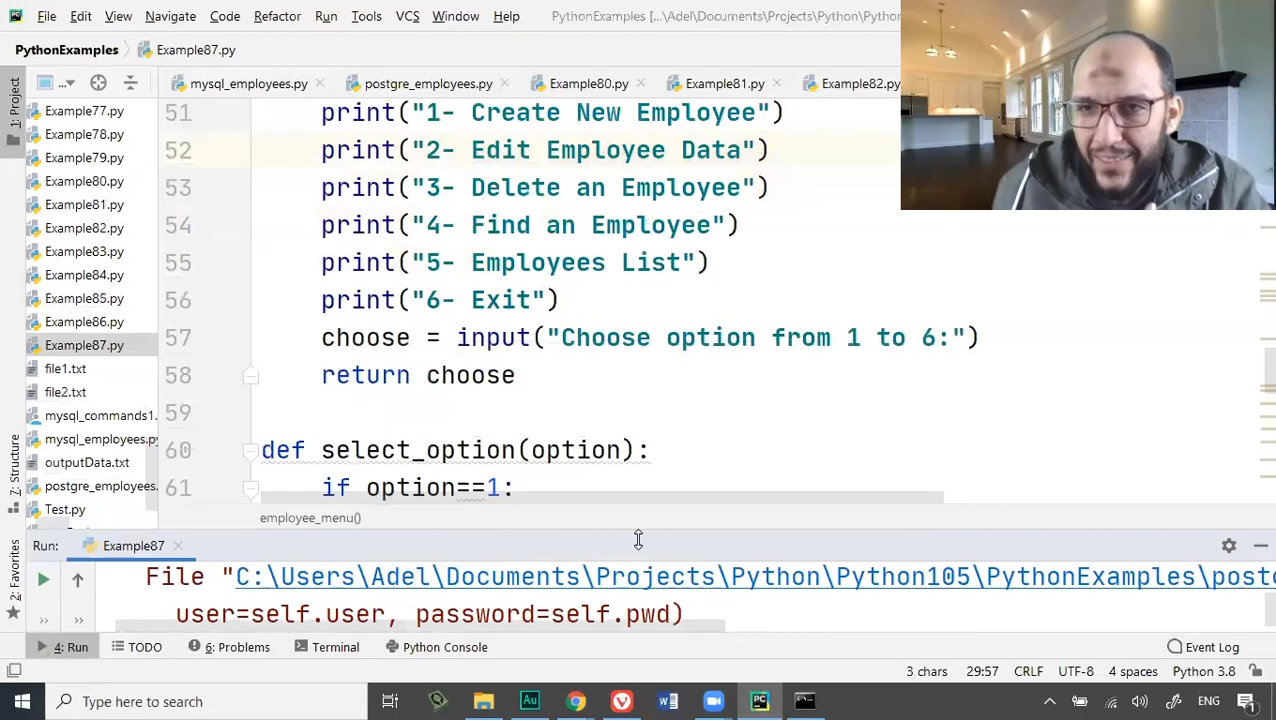 File Edit View Navigate Code Refactor Run Tools VCS Window Help PythonExamples [...\Adel\Documents\Projects\Python\Python
PythonExamples Example87.py
1: Project
mysql_employees.py postgre_employees.py Example80.py Example81.py Example82.py
Example77.py
Example78.py
Example79.py
Example80.py
Example81.py
Example82.py
Example83.py
Example84.py
Example85.py
Example86.py
Example87.py
file1.txt
file2.txt
mysql_commands1.
mysql_employees.py
outputData.txt
postgre_employees.
Test.py
51 print("1- Create New Employee")
52 print("2- Edit Employee Data")
53 print("3- Delete an Employee")
54 print("4- Find an Employee")
55 print("5- Employees List")
56 print("6- Exit")
57 choose = input("Choose option from 1 to 6:")
58 return choose
59
60 def select_option(option):
61 if option==1:
employee_menu()
7: Structure
2: Favorites
Run: Example87
File "C:\Users\Adel\Documents\Projects\Python\Python105\PythonExamples\postg
user=self.user, password=self.pwd)
4: Run TODO 6: Problems Terminal Python Console Event Log
3 chars 29:57 CRLF UTF-8 4 spaces Python 3.8
Type here to search ENG